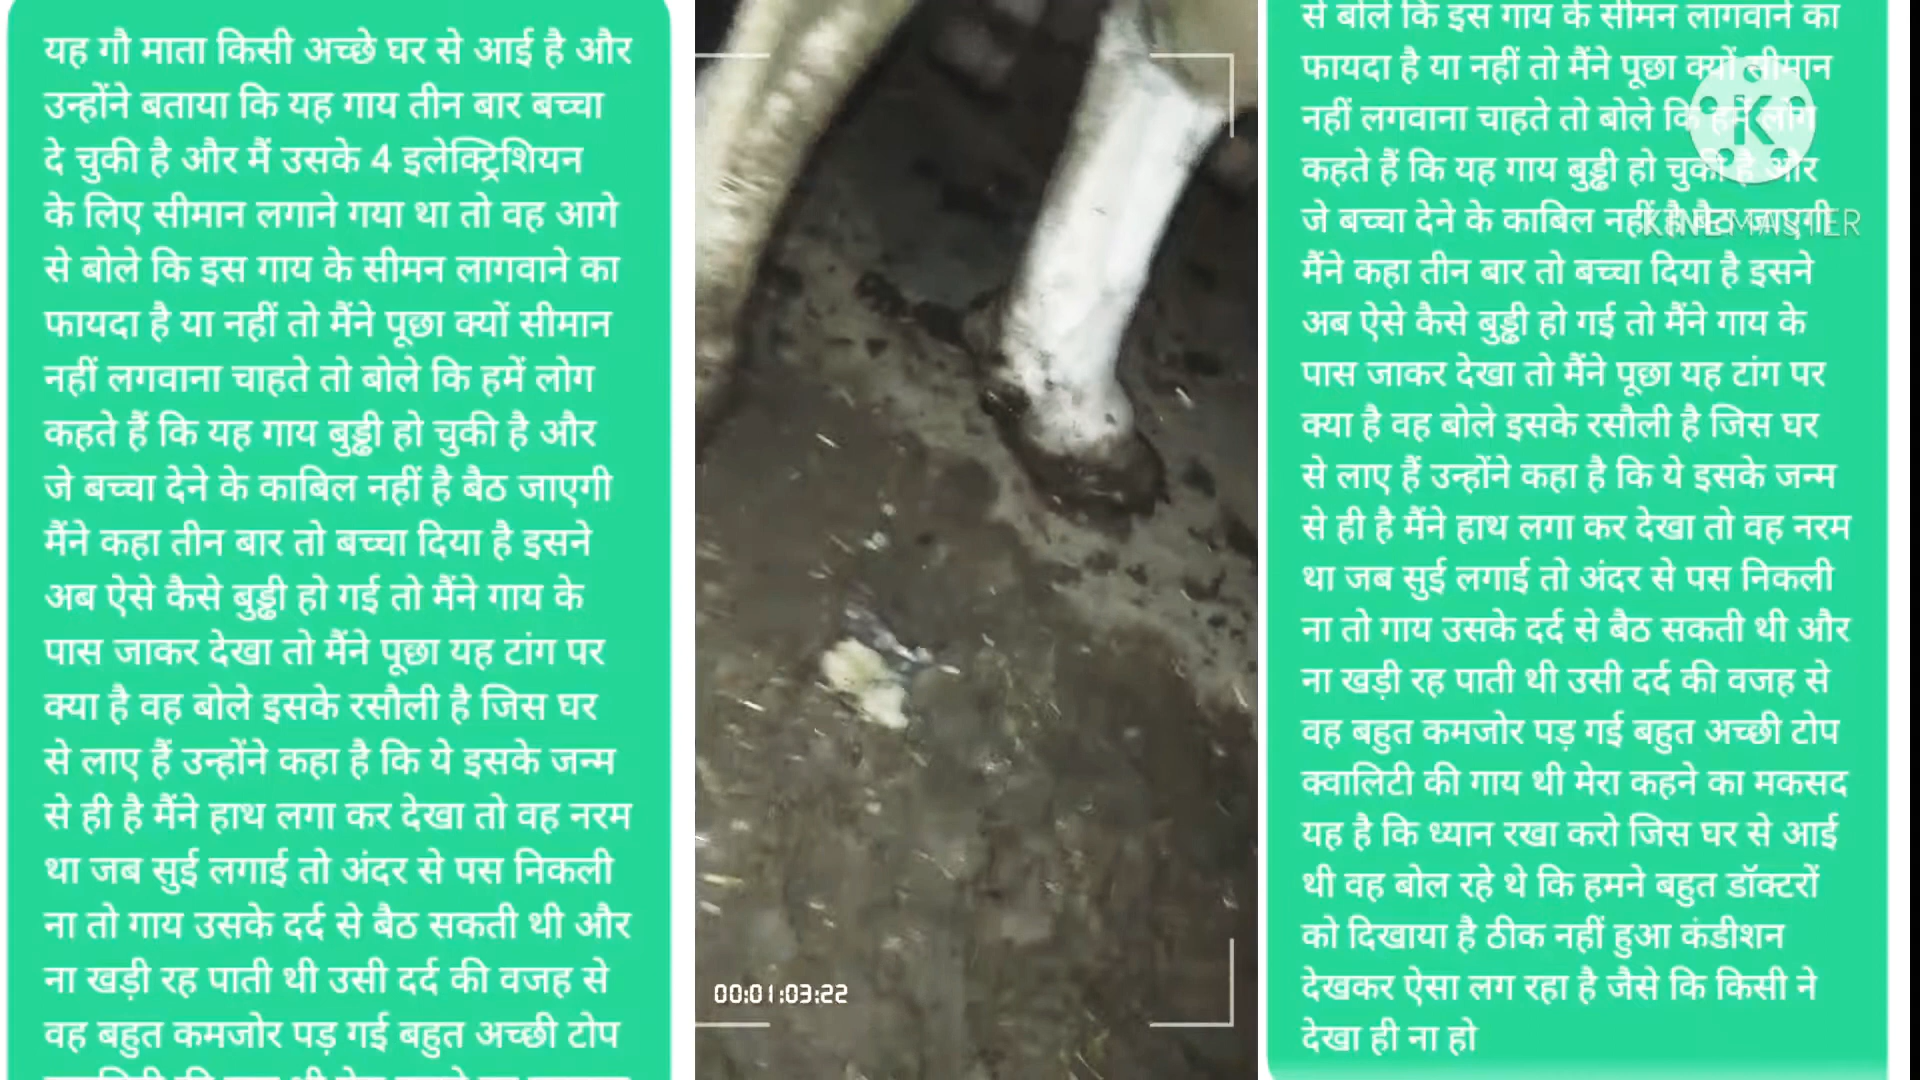 यह गौ माता किसी अच्छे घर से आई है और
उन्होंने बताया कि यह गाय तीन बार बच्चा
दे चुकी है और मैं उसके 4 इलेक्ट्रिशियन
के लिए सीमान लगाने गया था तो वह आगे
से बोले कि इस गाय के सीमन लागवाने का
फायदा है या नहीं तो मैंने पूछा क्यों सीमान
नहीं लगवाना चाहते तो बोले कि हमें लोग
कहते हैं कि यह गाय बुड्ढी हो चुकी है और
जे बच्चा देने के काबिल नहीं है बैठ जाएगी
मैंने कहा तीन बार तो बच्चा दिया है इसने
अब ऐसे कैसे बुड्ढी हो गई तो मैंने गाय के
पास जाकर देखा तो मैंने पूछा यह टांग पर
क्या है वह बोले इसके रसौली है जिस घर
से लाए हैं उन्होंने कहा है कि ये इसके जन्म
से ही है मैंने हाथ लगा कर देखा तो वह नरम
था जब सुई लगाई तो अंदर से पस निकली
ना तो गाय उसके दर्द से बैठ सकती थी और
ना खड़ी रह पाती थी उसी दर्द की वजह से
वह बहुत कमजोर पड़ गई बहुत अच्छी टोप
00:01:03:22
से बोले कि इस गाय के सीमन लागवाने का
फायदा है या नहीं तो मैंने पूछा क्यों सीमान
नहीं लगवाना चाहते तो बोले कि हमें लोग
कहते हैं कि यह गाय बुड्ढी हो चुकी है और
जे बच्चा देने के काबिल नहीं है बैठ जाएगी
मैंने कहा तीन बार तो बच्चा दिया है इसने
अब ऐसे कैसे बुड्ढी हो गई तो मैंने गाय के
पास जाकर देखा तो मैंने पूछा यह टांग पर
क्या है वह बोले इसके रसौली है जिस घर
से लाए हैं उन्होंने कहा है कि ये इसके जन्म
से ही है मैंने हाथ लगा कर देखा तो वह नरम
था जब सुई लगाई तो अंदर से पस निकली
ना तो गाय उसके दर्द से बैठ सकती थी और
ना खड़ी रह पाती थी उसी दर्द की वजह से
वह बहुत कमजोर पड़ गई बहुत अच्छी टोप
क्वालिटी की गाय थी मेरा कहने का मकसद
यह है कि ध्यान रखा करो जिस घर से आई
थी वह बोल रहे थे कि हमने बहुत डॉक्टरों
को दिखाया है ठीक नहीं हुआ कंडीशन
देखकर ऐसा लग रहा है जैसे कि किसी ने
देखा ही ना हो
K
KINEMASTER